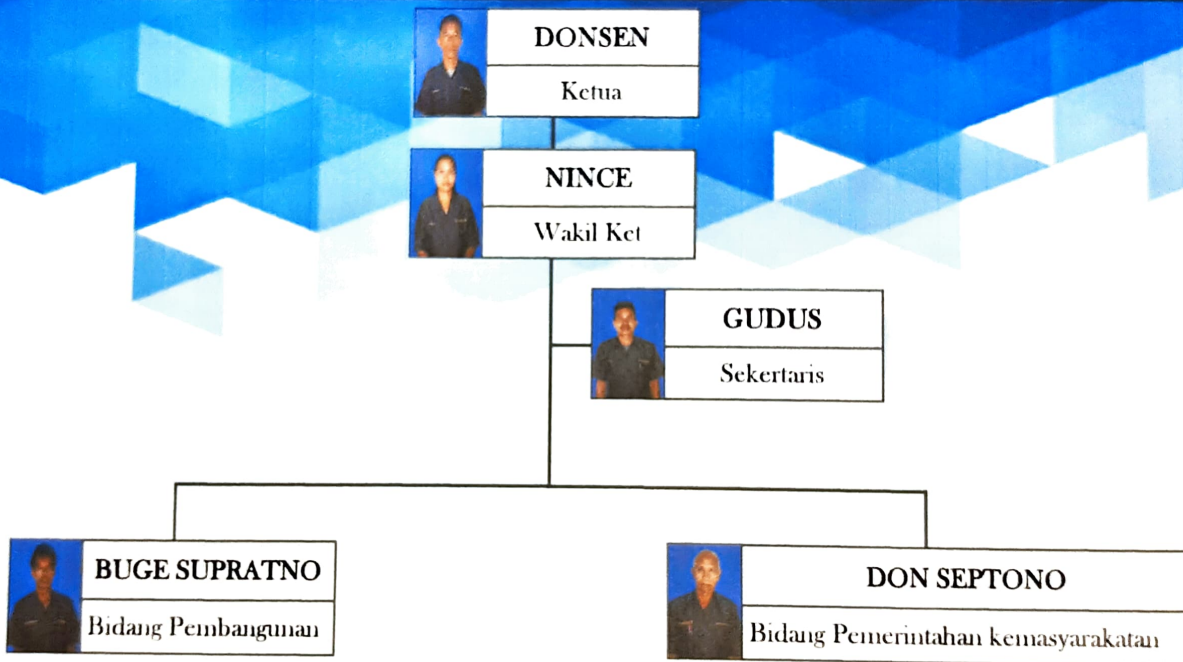 DONSEN
Ketua
NINCE
Wakil Ket
GUDUS
Sekertaris
BUGE SUPRATNO
Bidang Pembangunan
DON SEPTONO
Bidang Pemerintahan kemasyarakatan